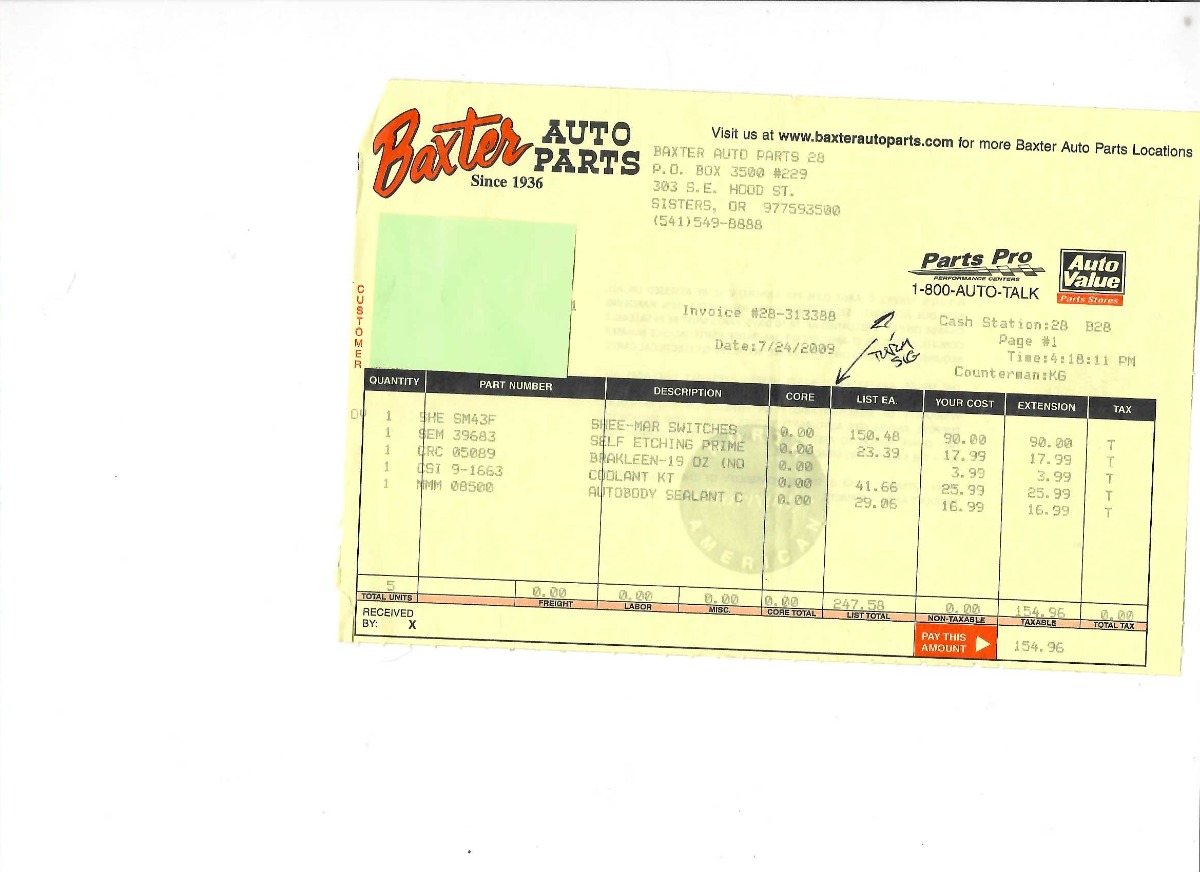 Baxter AUTO PARTS
Since 1936
Visit us at www.baxterautoparts.com for more Baxter Auto Parts Locations
BAXTER AUTO PARTS 28
P.O. BOX 3500 #229
303 S.E. HOOD ST.
SISTERS, OR 977593500
(541)549-8888
Parts Pro
PERFORMANCE CENTERS
1-800-AUTO-TALK
Auto Value
Parts Stores
CUSTOMER
Invoice #28-313388
Date:7/24/2009
Cash Station:28 B28
Page #1
Time:4:18:11 PM
Counterman:KG
QUANTITY PART NUMBER DESCRIPTION CORE LIST EA. YOUR COST EXTENSION TAX
1 SHE SM43F SHEE-MAR SWITCHES 0.00 150.48 90.00 90.00 T
1 SEM 39683 SELF ETCHING PRIME 0.00 23.39 17.99 17.99 T
1 CRC 05089 BRAKLEEN-19 OZ (NO 0.00 3.99 3.99 T
1 CSI 9-1663 COOLANT KT 0.00 41.66 25.99 25.99 T
1 MMM 08500 AUTOBODY SEALANT C 0.00 29.06 16.99 16.99 T
AMERICAN
5 0.00 0.00 0.00 0.00 247.58 0.00 154.96 0.00
TOTAL UNITS FREIGHT LABOR MISC. CORE TOTAL LIST TOTAL NON-TAXABLE TAXABLE TOTAL TAX
RECEIVED
BY: X
PAY THIS AMOUNT 154.96